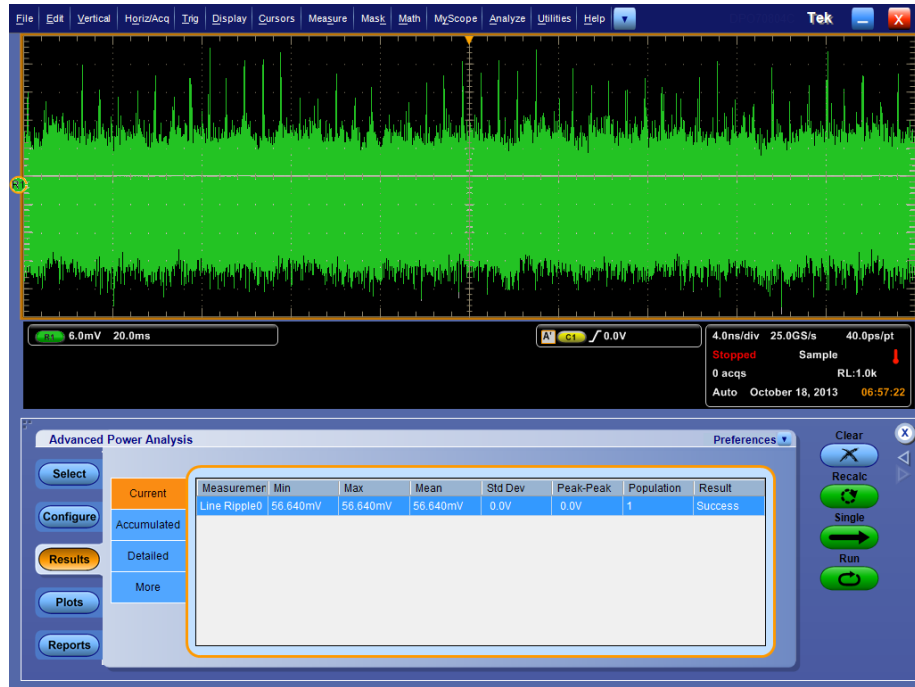 File Edit Vertical Horiz/Acq Trig Display Cursors Measure Mask Math MyScope Analyze Utilities Help Tek X
R1
R1 6.0mV 20.0ms
A' C1 0.0V
4.0ns/div 25.0GS/s 40.0ps/pt
Stopped Sample
0 acqs RL:1.0k
Auto October 18, 2013 06:57:22
Advanced Power Analysis
Preferences
Clear
X
Select
Configure
Results
Plots
Reports
Current
Accumulated
Detailed
More
Measuremen Min Max Mean Std Dev Peak-Peak Population Result
Line Ripple0 56.640mV 56.640mV 56.640mV 0.0V 0.0V 1 Success
Recalc
Single
Run